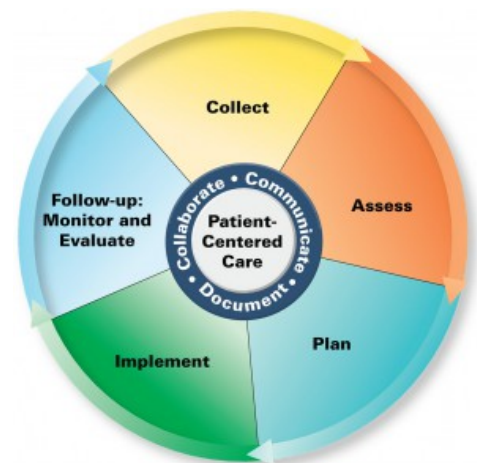 Collect
Assess
Plan
Implement
Follow-up:
Monitor and
Evaluate
Collaborate • Communicate • Document •
Patient-
Centered
Care